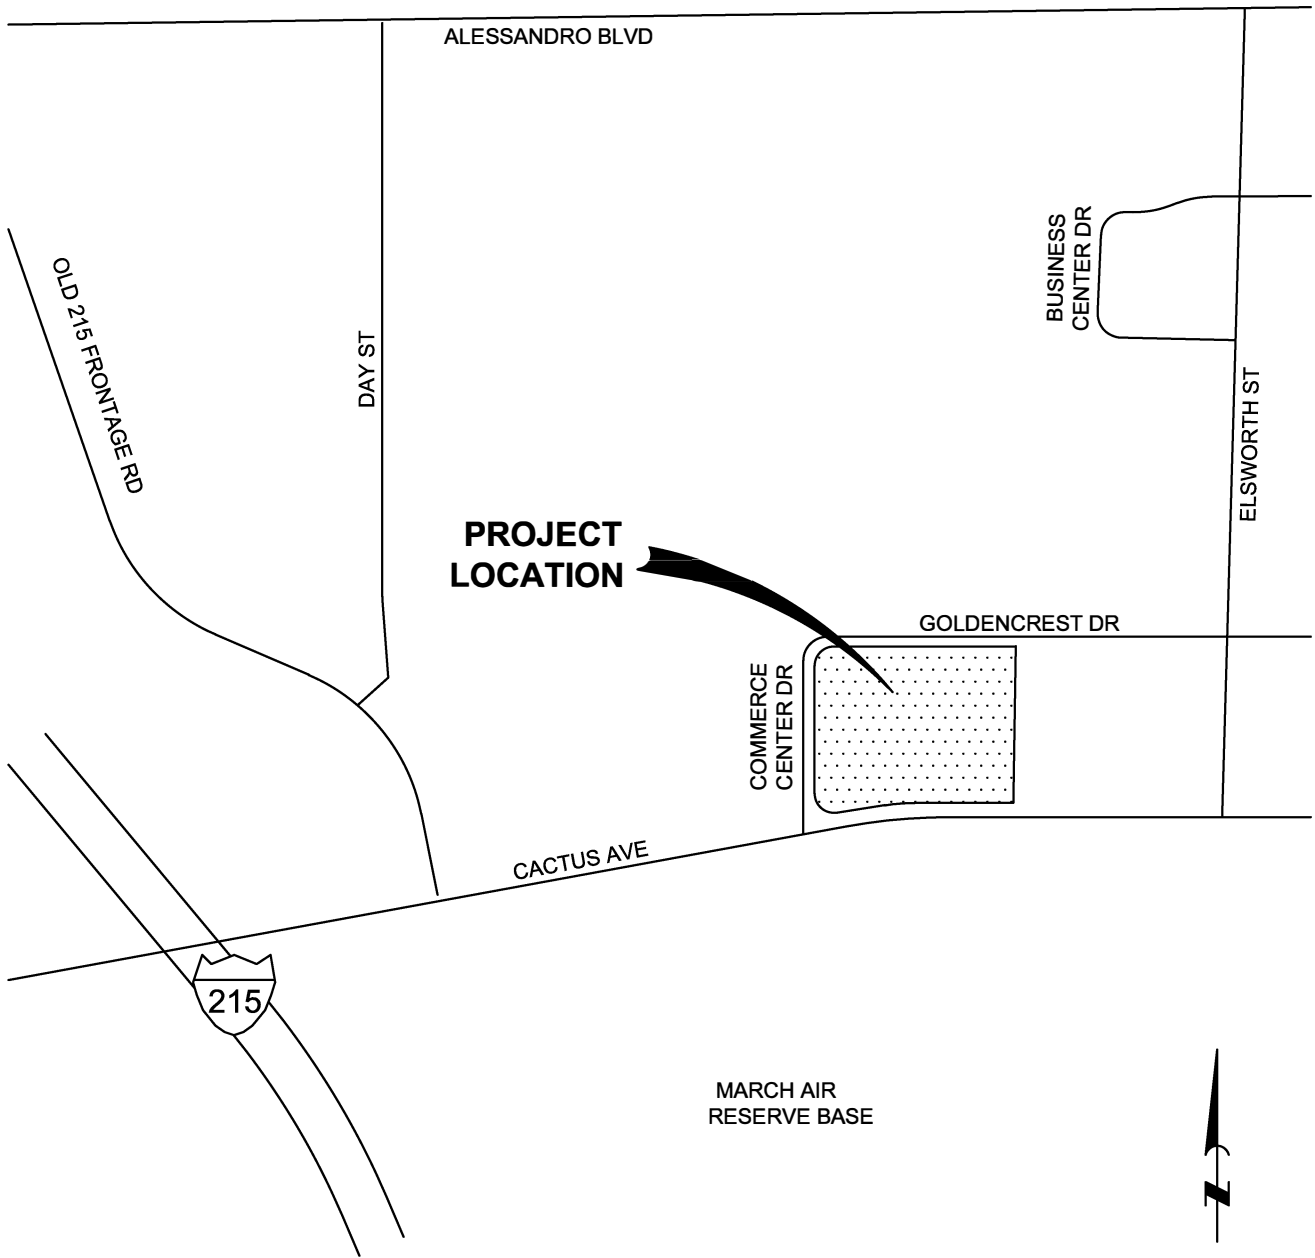 ALESSANDRO BLVD
BUSINESS
CENTER DR
OLD 215 FRONTAGE RD
DAY ST
ELSWORTH ST
PROJECT
LOCATION
GOLDENCREST DR
COMMERCE
CENTER DR
CACTUS AVE
215
MARCH AIR
RESERVE BASE
N